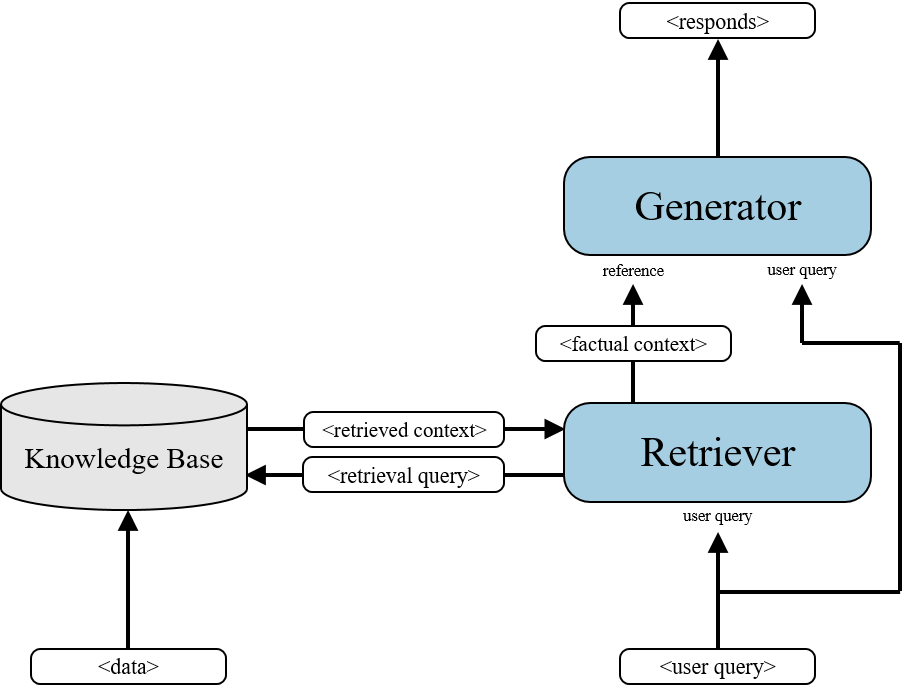 <responds>
Generator
reference
user query
<factual context>
Knowledge Base
<retrieved context>
<retrieval query>
Retriever
user query
<data>
<user query>